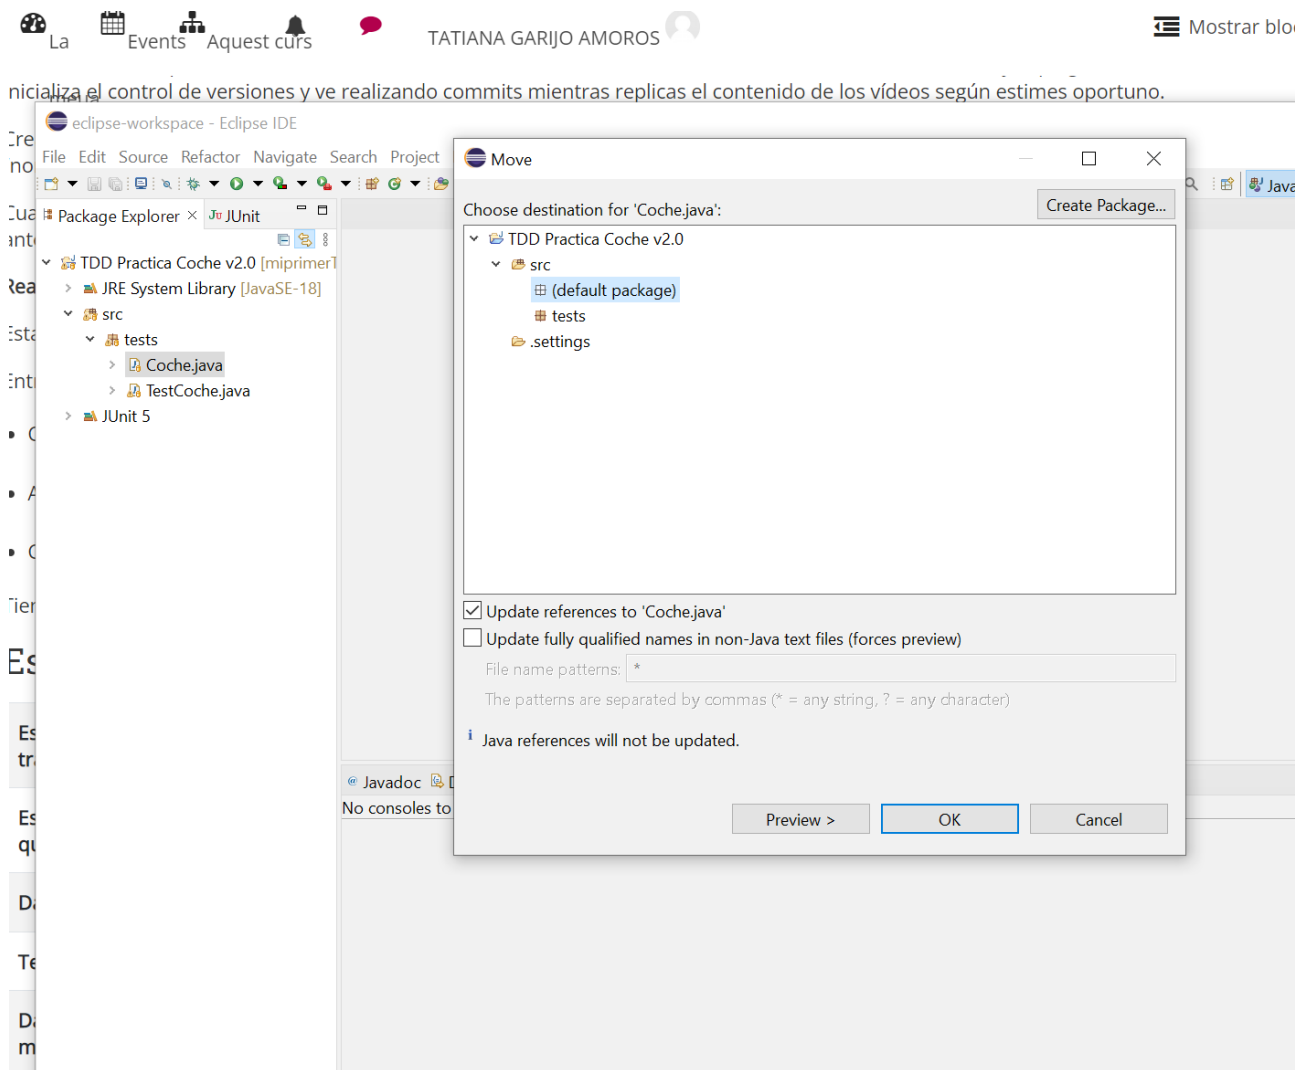 La
Events
Aquest curs
TATIANA GARIJO AMOROS
Mostrar bloc
nicializa el control de versiones y ve realizando commits mientras replicas el contenido de los vídeos según estimes oportuno.
eclipse-workspace - Eclipse IDE
File Edit Source Refactor Navigate Search Project
Java
Package Explorer
JUnit
TDD Practica Coche v2.0 [miprimerT
JRE System Library [JavaSE-18]
src
tests
Coche.java
TestCoche.java
JUnit 5
Move
Choose destination for 'Coche.java':
Create Package...
TDD Practica Coche v2.0
src
(default package)
tests
.settings
Update references to 'Coche.java'
Update fully qualified names in non-Java text files (forces preview)
File name patterns: *
The patterns are separated by commas (* = any string, ? = any character)
Java references will not be updated.
Preview >
OK
Cancel
@ Javadoc
No consoles to